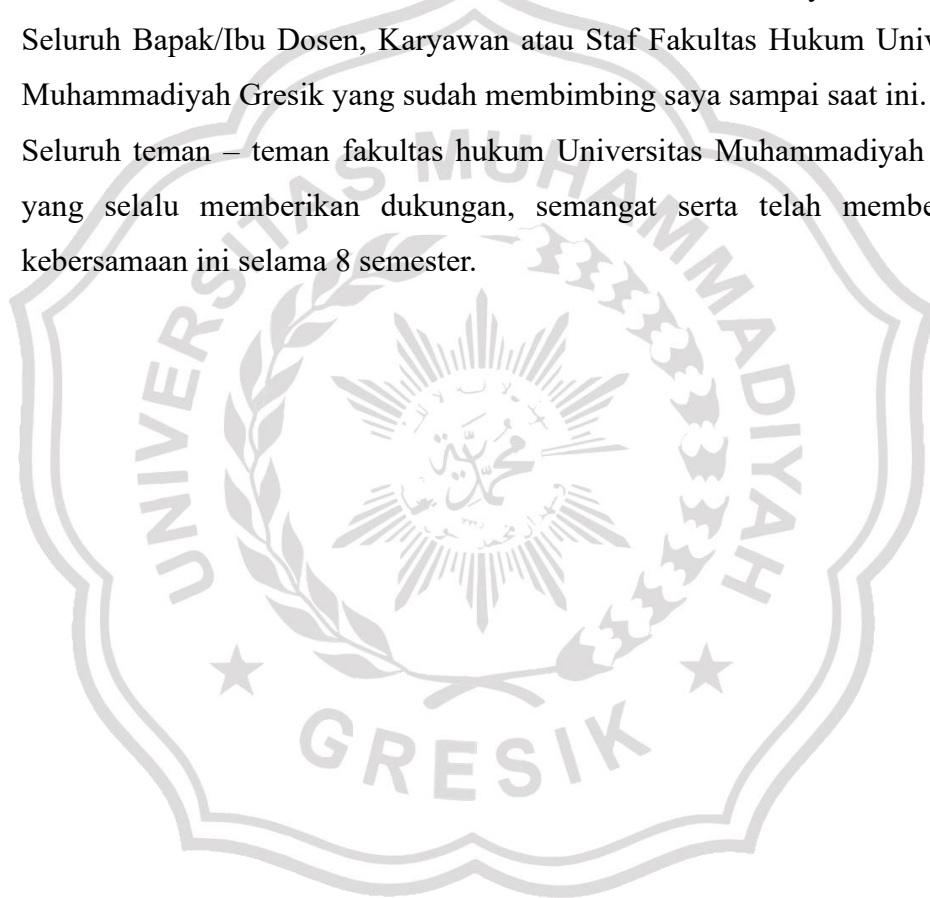 Seluruh Bapak/Ibu Dosen, Karyawan atau Staf Fakultas Hukum Univ
Muhammadiyah Gresik yang sudah membimbing saya sampai saat ini.
Seluruh teman – teman fakultas hukum Universitas Muhammadiyah
yang selalu memberikan dukungan, semangat serta telah membe
kebersamaan ini selama 8 semester.
UNIVERSITAS MUHAMMADIYAH
محمدية
GRESIK